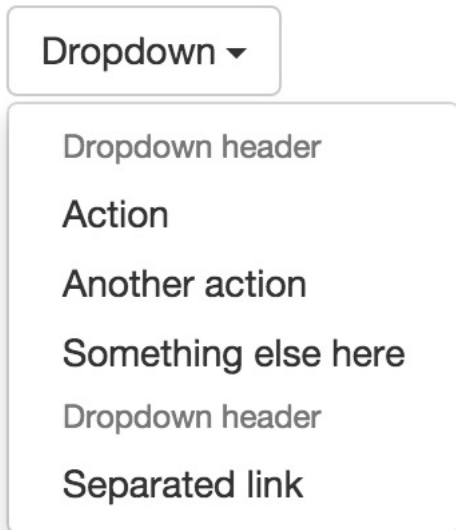 Dropdown
Dropdown header
Action
Another action
Something else here
Dropdown header
Separated link